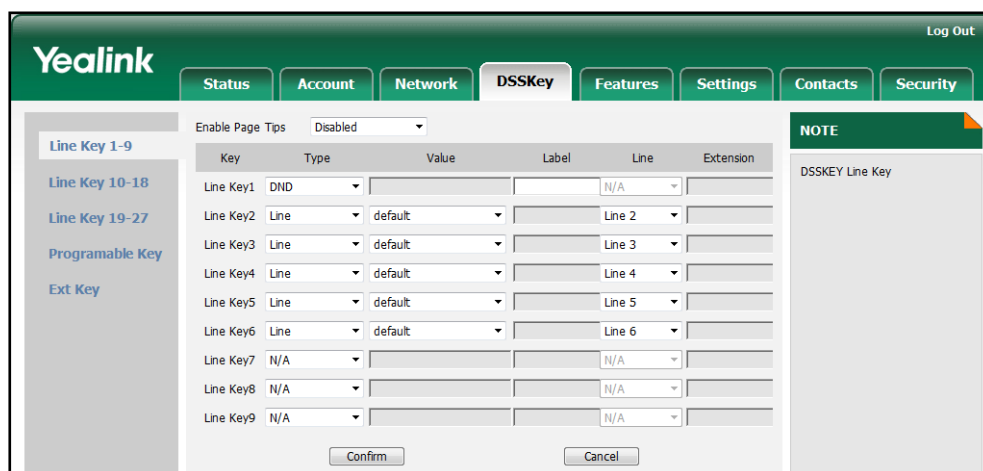 Log Out
Yealink
Status Account Network DSSKey Features Settings Contacts Security
Line Key 1-9
Line Key 10-18
Line Key 19-27
Programable Key
Ext Key
Enable Page Tips Disabled
Key Type Value Label Line Extension
Line Key1 DND N/A
Line Key2 Line default Line 2
Line Key3 Line default Line 3
Line Key4 Line default Line 4
Line Key5 Line default Line 5
Line Key6 Line default Line 6
Line Key7 N/A N/A
Line Key8 N/A N/A
Line Key9 N/A N/A
Confirm Cancel
NOTE
DSSKEY Line Key